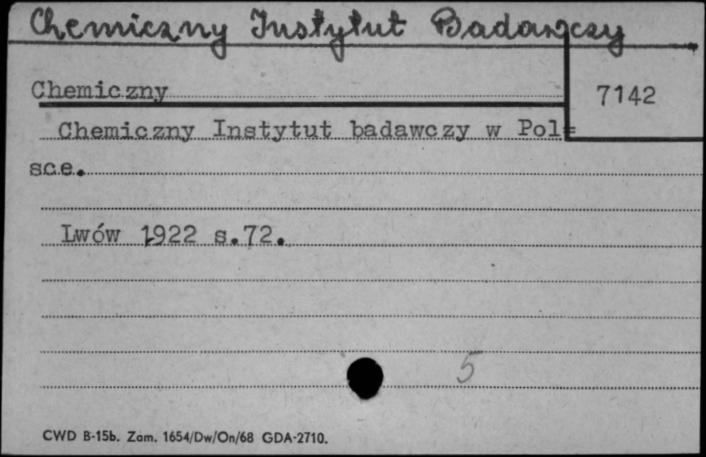 Chemiczny Instytut Badawczy
Chemiczny
7142
Chemiczny Instytut badawczy w Pol=
sce.
Lwów 1922 s.72.
5
CWD B-15b. Zam. 1654/Dw/On/68 GDA-2710.